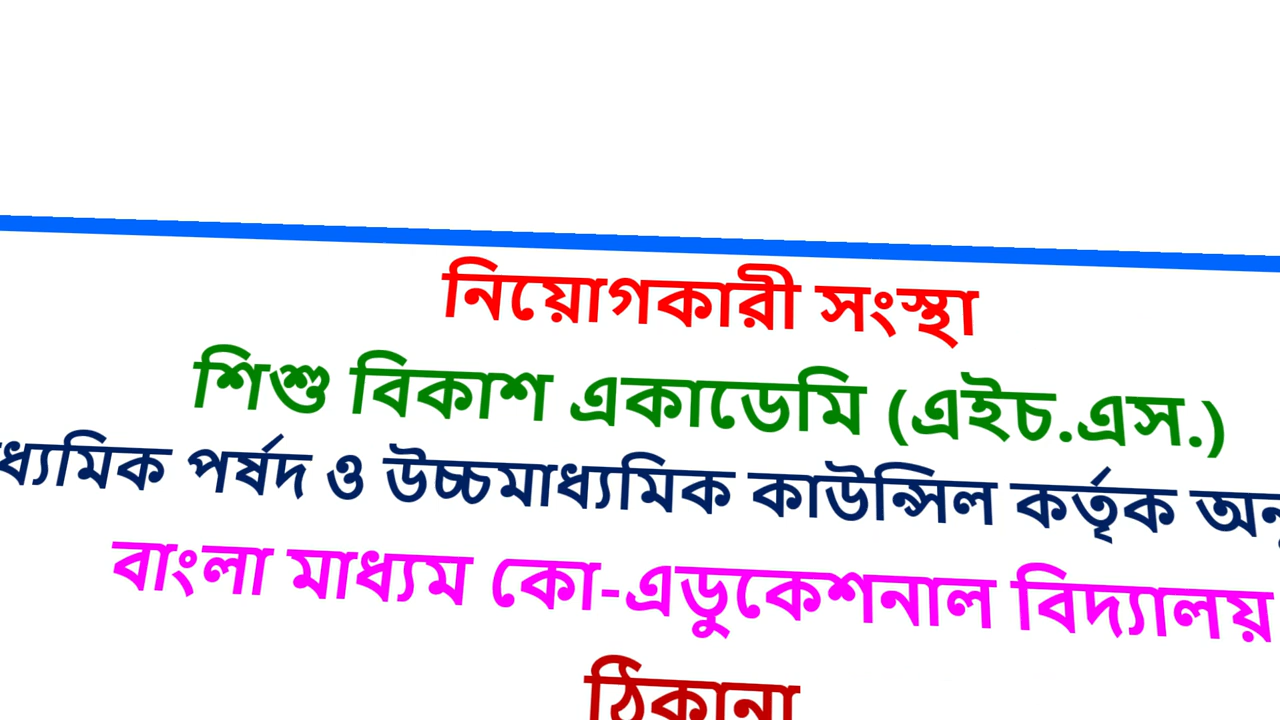 নিয়োগকারী সংস্থা
শিশু বিকাশ একাডেমি (এইচ.এস.)
পর্ষদ ও উচ্চমাধ্যমিক কাউন্সিল কর্তৃক
বাংলা মাধ্যম কো-এডুকেশনাল বিদ্যালয়
ঠিকানা